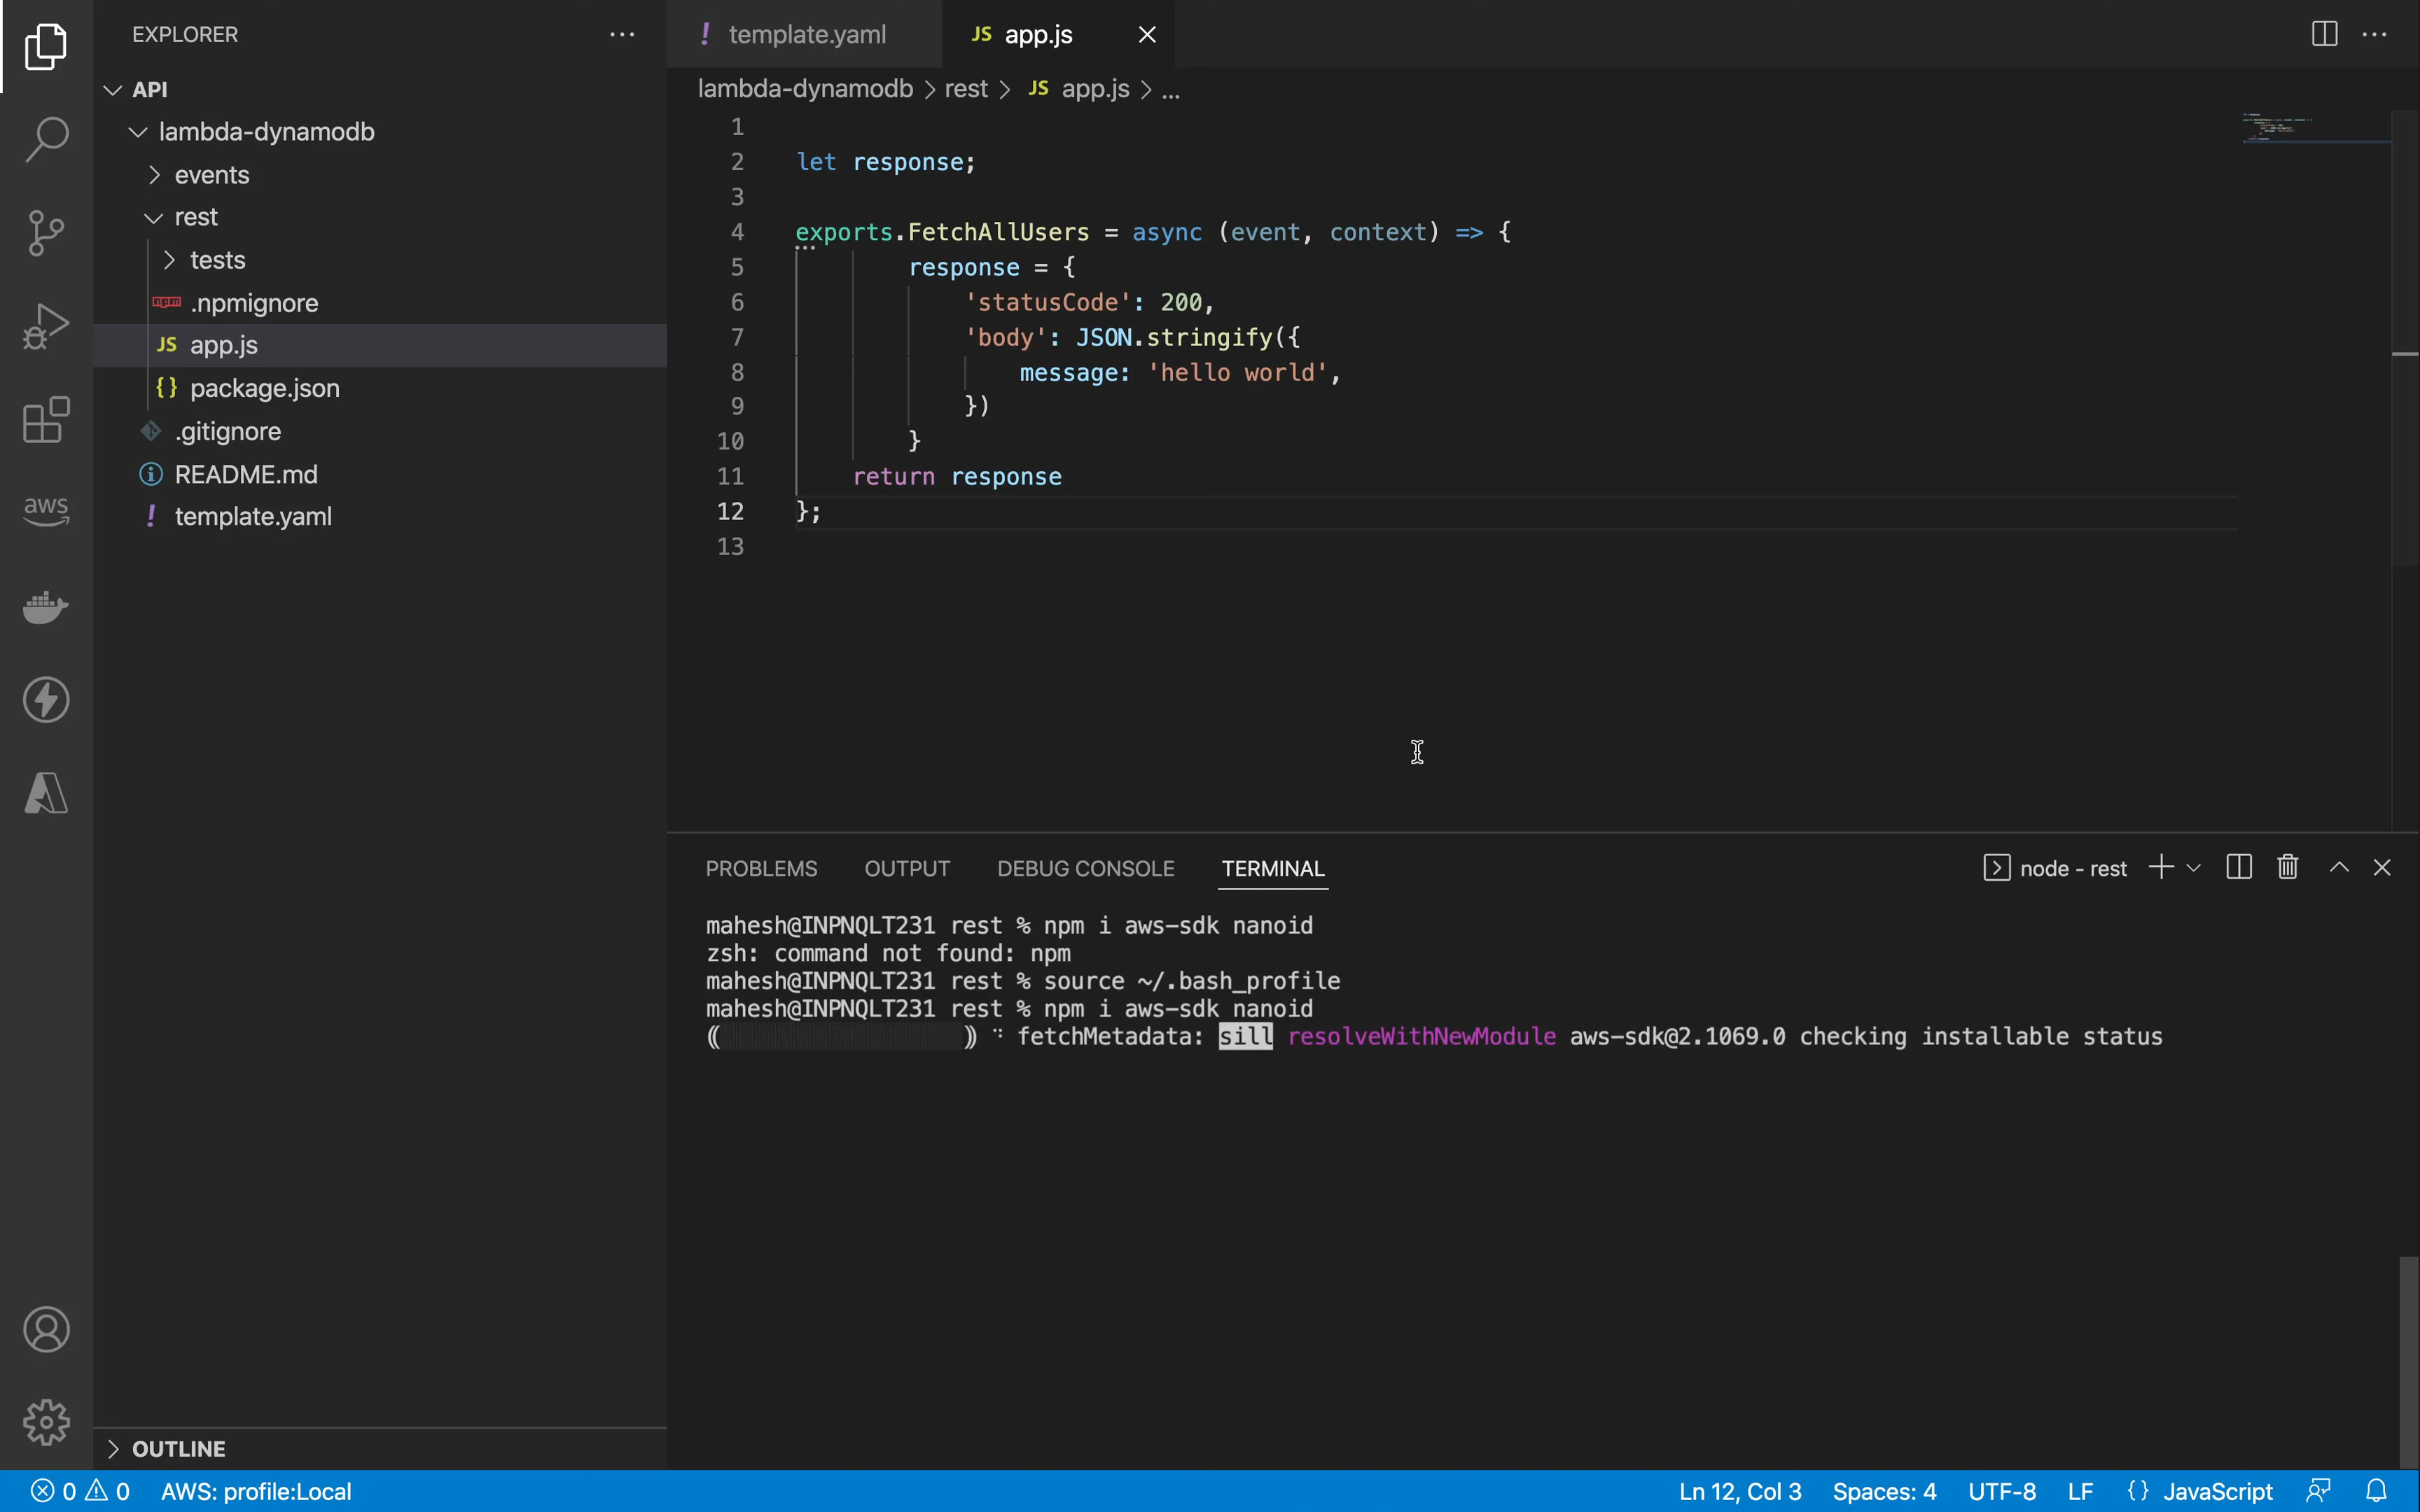 EXPLORER
API
lambda-dynamodb
events
rest
tests
.npmignore
JS app.js
{} package.json
.gitignore
README.md
! template.yaml
aws
OUTLINE
! template.yaml
JS app.js
lambda-dynamodb > rest > JS app.js > ...
1
2 let response;
3
4 exports.FetchAllUsers = async (event, context) => {
5 response = {
6 'statusCode': 200,
7 'body': JSON.stringify({
8 message: 'hello world',
9 })
10 }
11 return response
12 };
13
PROBLEMS OUTPUT DEBUG CONSOLE TERMINAL
node - rest
mahesh@INPNQLT231 rest % npm i aws-sdk nanoid
zsh: command not found: npm
mahesh@INPNQLT231 rest % source ~/.bash_profile
mahesh@INPNQLT231 rest % npm i aws-sdk nanoid
⸨ ⸩ ⠙ fetchMetadata: sill resolveWithNewModule aws-sdk@2.1069.0 checking installable status
0 0 AWS: profile:Local
Ln 12, Col 3 Spaces: 4 UTF-8 LF {} JavaScript